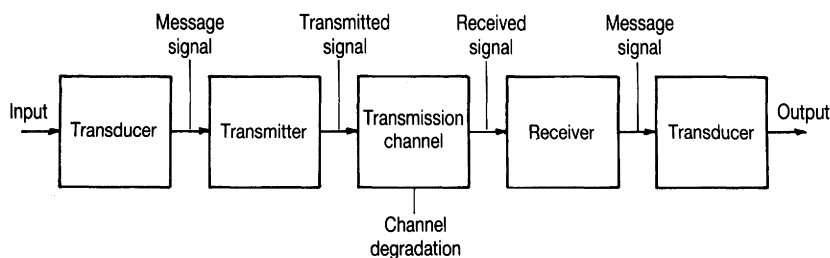 Message
signal
Transmitted
signal
Received
signal
Message
signal
Input
Transducer
Transmitter
Transmission
channel
Receiver
Transducer
Output
Channel
degradation